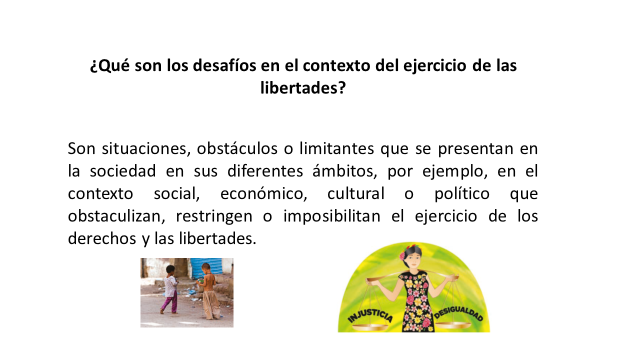 ¿Qué son los desafíos en el contexto del ejercicio de las
libertades?
Son situaciones, obstáculos o limitantes que se presentan en
la sociedad en sus diferentes ámbitos, por ejemplo, en el
contexto social, económico, cultural o político que
obstaculizan, restringen o imposibilitan el ejercicio de los
derechos y las libertades.
INJUSTICIA
DESIGUALDAD